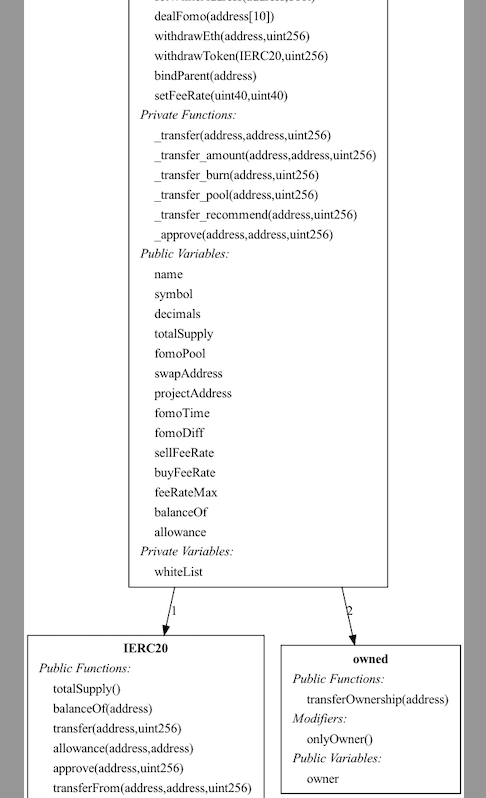 dealFomo(address[10])
withdrawEth(address,uint256)
withdrawToken(IERC20,uint256)
bindParent(address)
setFeeRate(uint40,uint40)
Private Functions:
_transfer(address,address,uint256)
_transfer_amount(address,address,uint256)
_transfer_burn(address,uint256)
_transfer_pool(address,uint256)
_transfer_recommend(address,uint256)
_approve(address,address,uint256)
Public Variables:
name
symbol
decimals
totalSupply
fomoPool
swapAddress
projectAddress
fomoTime
fomoDiff
sellFeeRate
buyFeeRate
feeRateMax
balanceOf
allowance
Private Variables:
whiteList
1
2
IERC20
Public Functions:
totalSupply()
balanceOf(address)
transfer(address,uint256)
allowance(address,address)
approve(address,uint256)
transferFrom(address,address,uint256)
owned
Public Functions:
transferOwnership(address)
Modifiers:
onlyOwner()
Public Variables:
owner